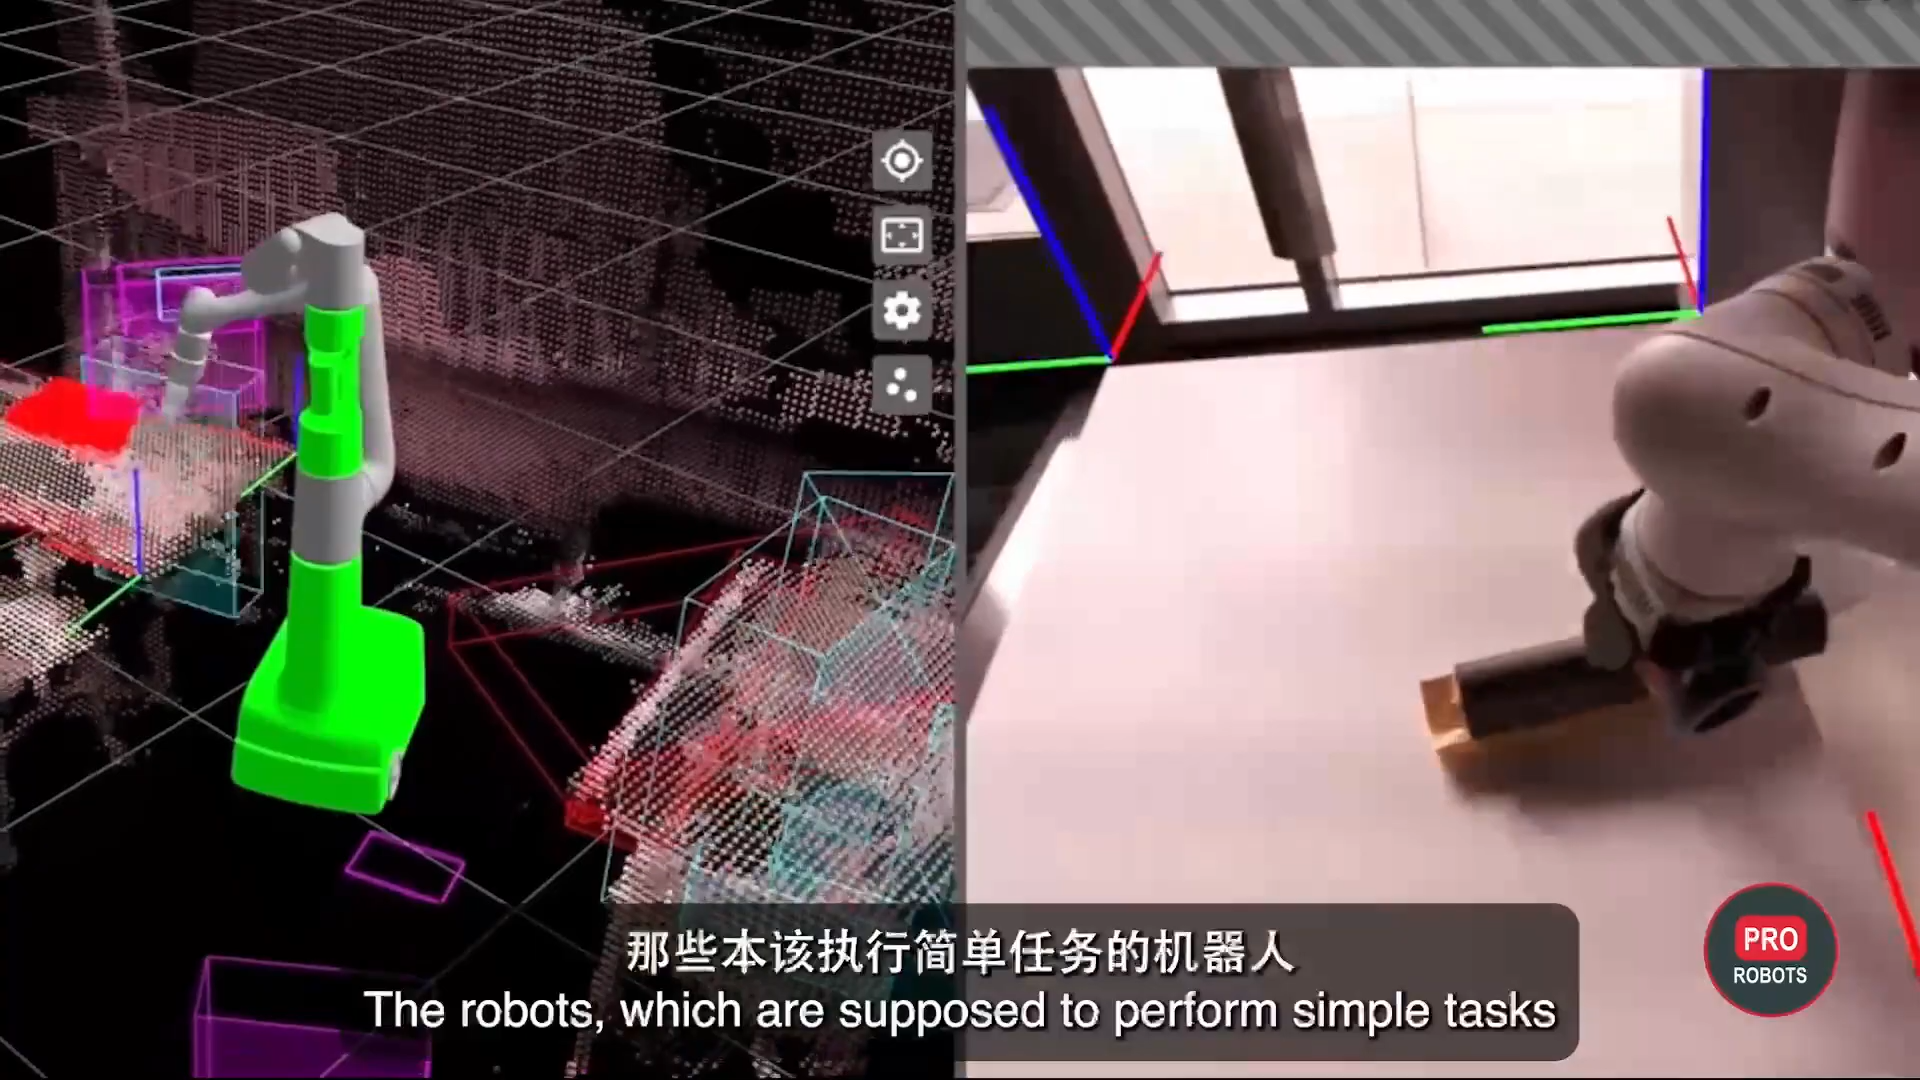 那些本该执行简单任务的机器人
The robots, which are supposed to perform simple tasks
PRO
ROBOTS